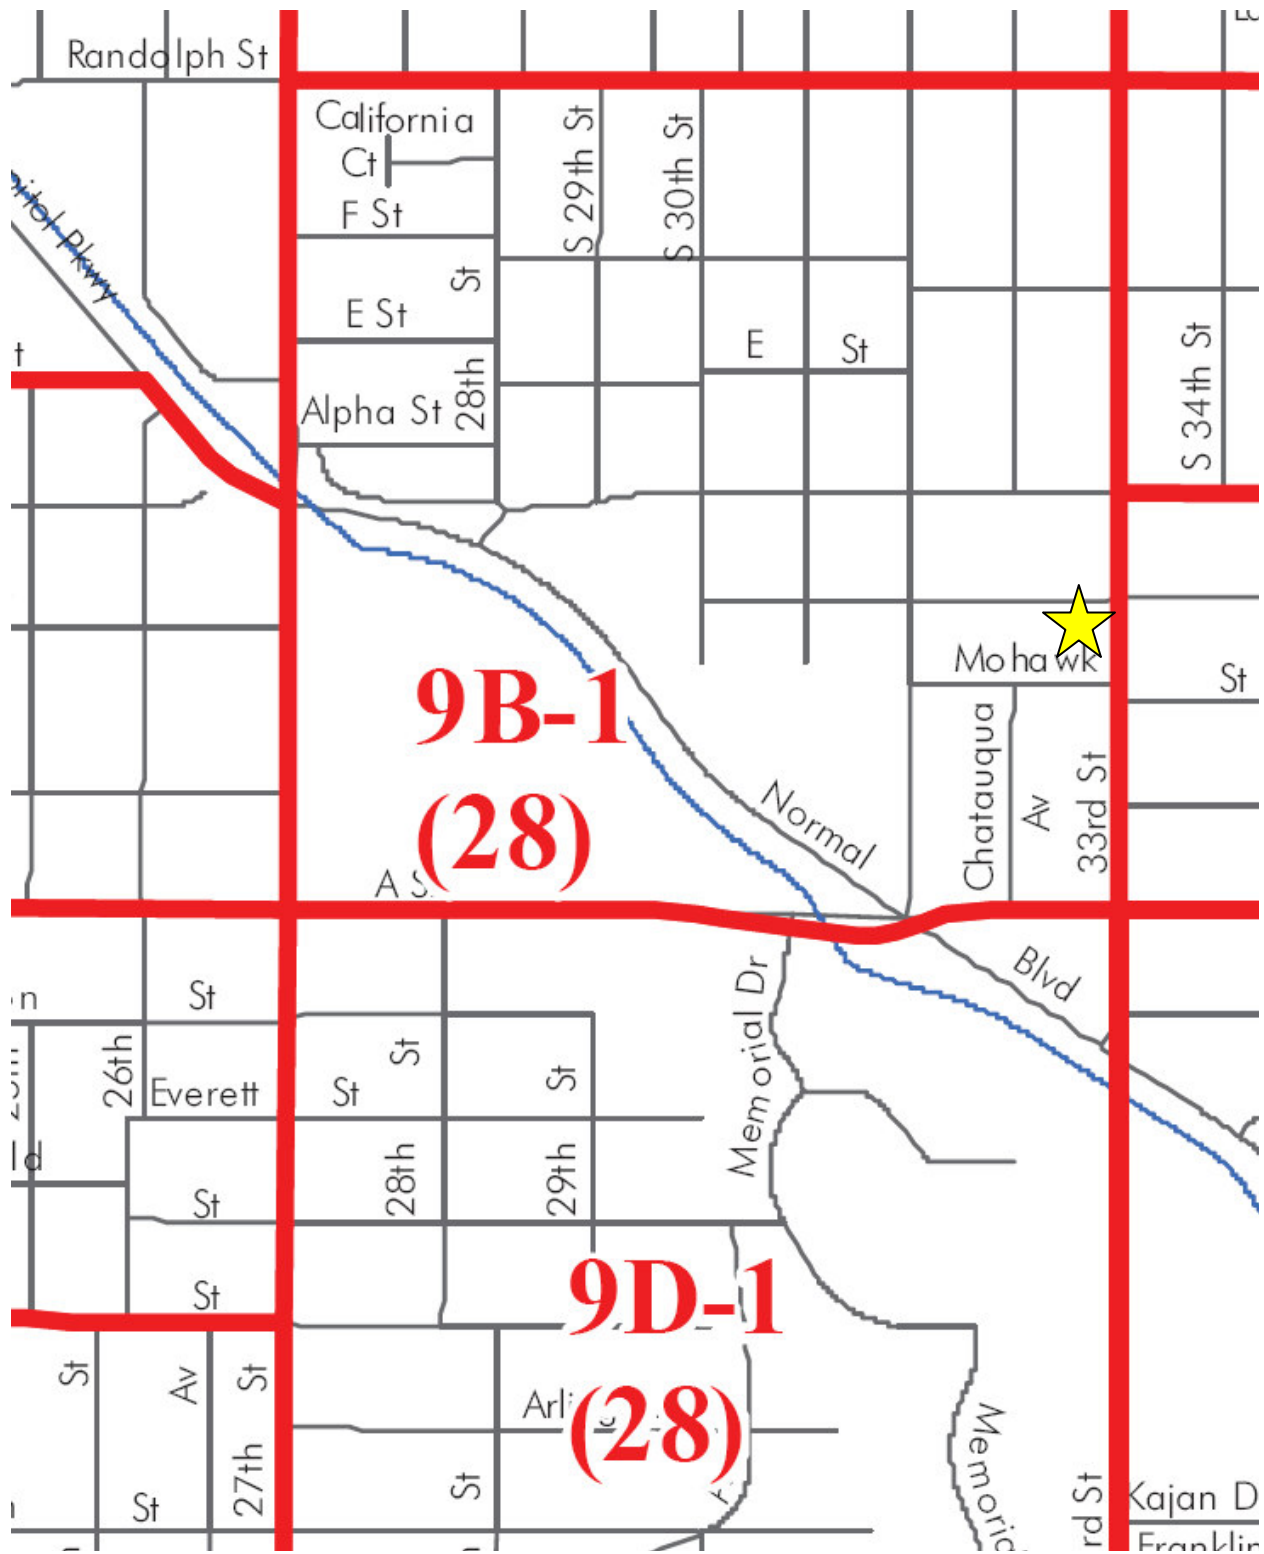 Randolph St
California
Ct
S 29th St
S 30th St
F St
Pkwy
St
E St
E St
S 34th St
28th
Alpha St
Mohawk
St
9B-1
(28)
Normal
Chatauqua
Av
33rd St
A S
Blvd
St
Memorial Dr
26th
St
St
Everett St
28th
29th
St
St
9D-1
(28)
St
Av
St
27th
Memorial
St
St
Kajan D